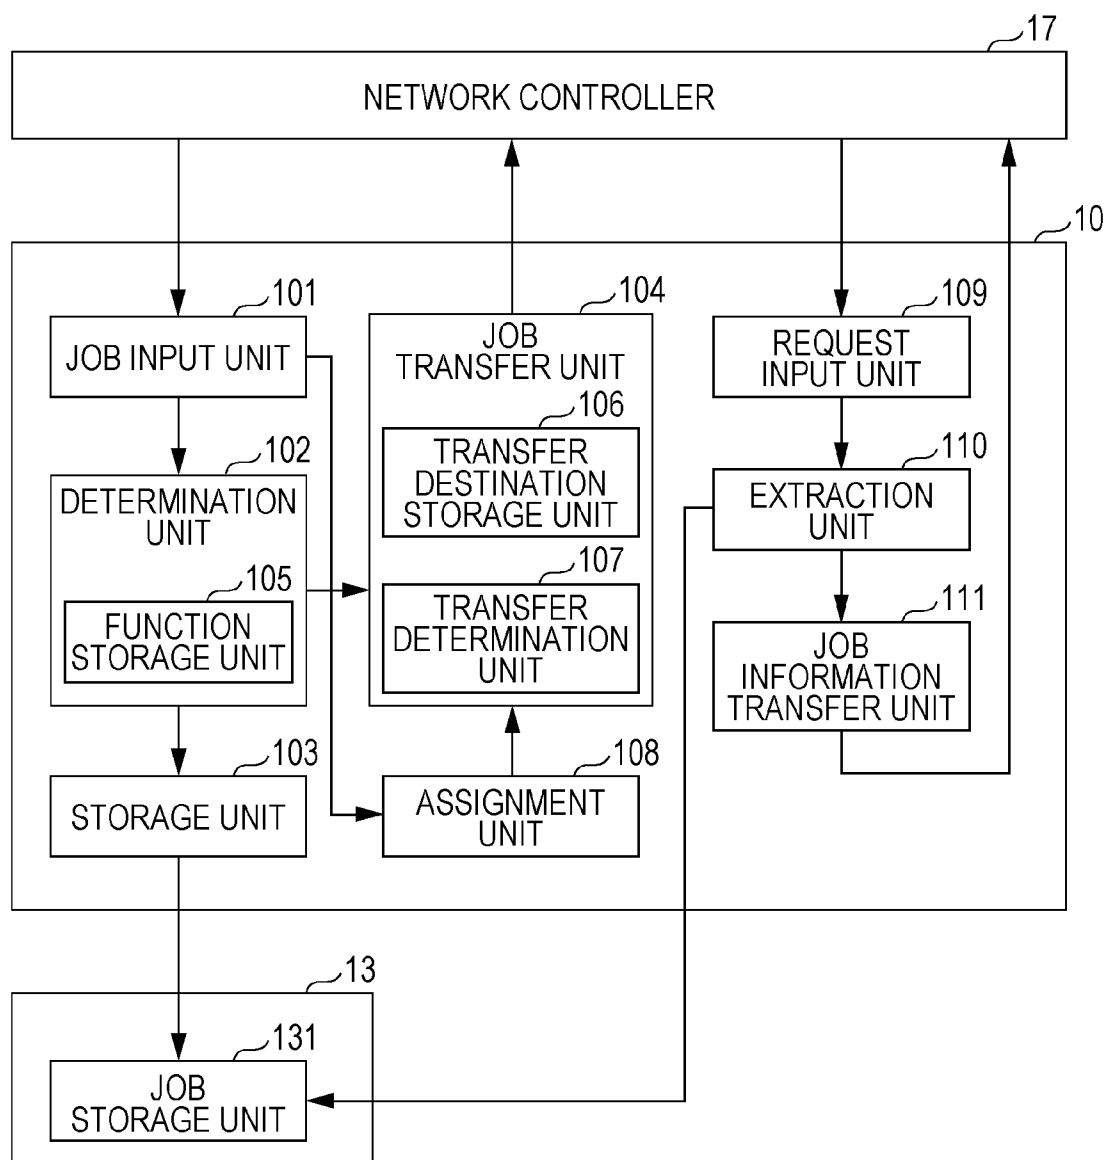 17
NETWORK CONTROLLER
10
101
JOB INPUT UNIT
104
JOB
TRANSFER UNIT
109
REQUEST
INPUT UNIT
102
DETERMINATION
UNIT
106
TRANSFER
DESTINATION
STORAGE UNIT
110
EXTRACTION
UNIT
105
FUNCTION
STORAGE UNIT
107
TRANSFER
DETERMINATION
UNIT
111
JOB
INFORMATION
TRANSFER UNIT
103
STORAGE UNIT
108
ASSIGNMENT
UNIT
13
131
JOB
STORAGE UNIT